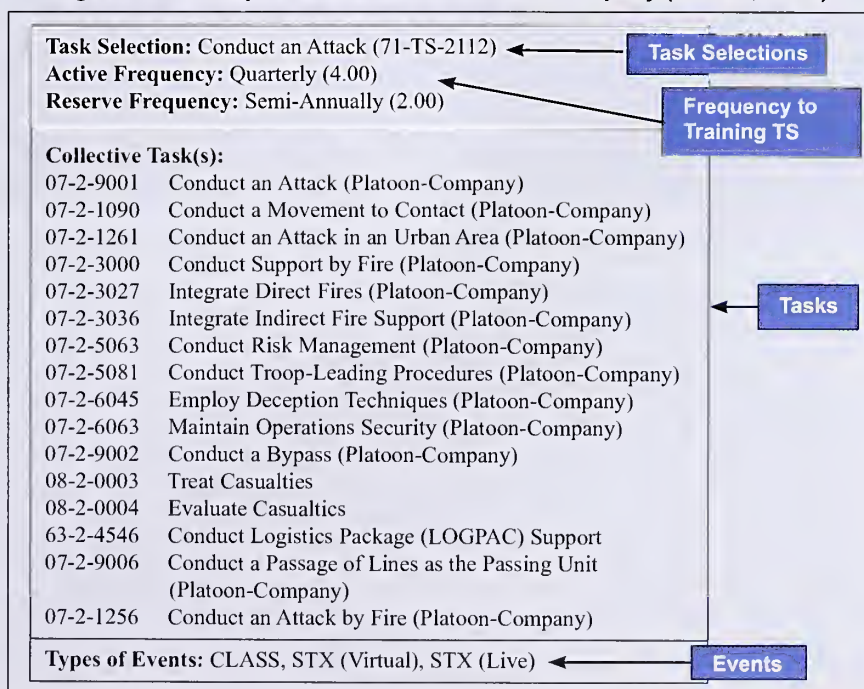 Task Selection: Conduct an Attack (71-TS-2112)
Task Selections
Active Frequency: Quarterly (4.00)
Reserve Frequency: Semi-Annually (2.00)
Frequency to
Training TS
Collective Task(s):
07-2-9001 Conduct an Attack (Platoon-Company)
07-2-1090 Conduct a Movement to Contact (Platoon-Company)
07-2-1261 Conduct an Attack in an Urban Area (Platoon-Company)
07-2-3000 Conduct Support by Fire (Platoon-Company)
07-2-3027 Integrate Direct Fires (Platoon-Company)
Tasks
07-2-3036 Integrate Indirect Fire Support (Platoon-Company)
07-2-5063 Conduct Risk Management (Platoon-Company)
07-2-5081 Conduct Troop-Leading Procedures (Platoon-Company)
07-2-6045 Employ Deception Techniques (Platoon-Company)
07-2-6063 Maintain Operations Security (Platoon-Company)
07-2-9002 Conduct a Bypass (Platoon-Company)
08-2-0003 Treat Casualties
08-2-0004 Evaluate Casualties
63-2-4546 Conduct Logistics Package (LOGPAC) Support
07-2-9006 Conduct a Passage of Lines as the Passing Unit
(Platoon-Company)
07-2-1256 Conduct an Attack by Fire (Platoon-Company)
Types of Events: CLASS, STX (Virtual), STX (Live)
Events